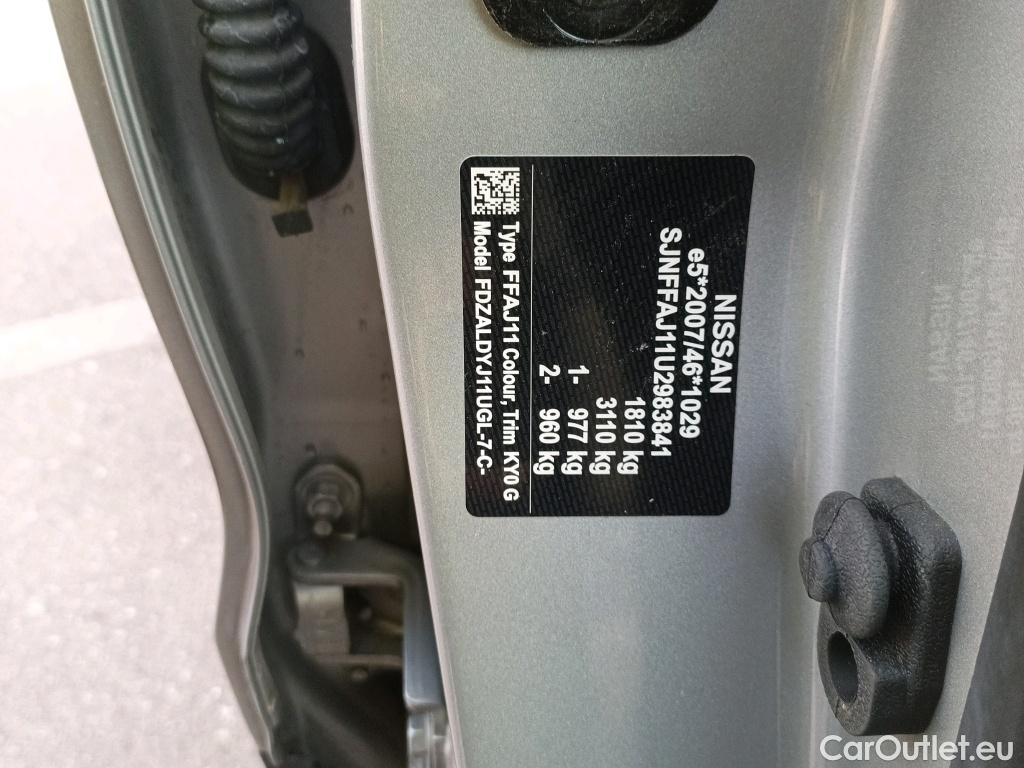 NISSAN
e5*2007/46*1029
SJNFFAJ11U2983841
1810 kg
3110 kg
1- 977 kg
2- 960 kg
Type FFAJ11 Colour, Trim KY0 G
Model FDZALDYJ11UGL-7-C-
CarOutlet.eu